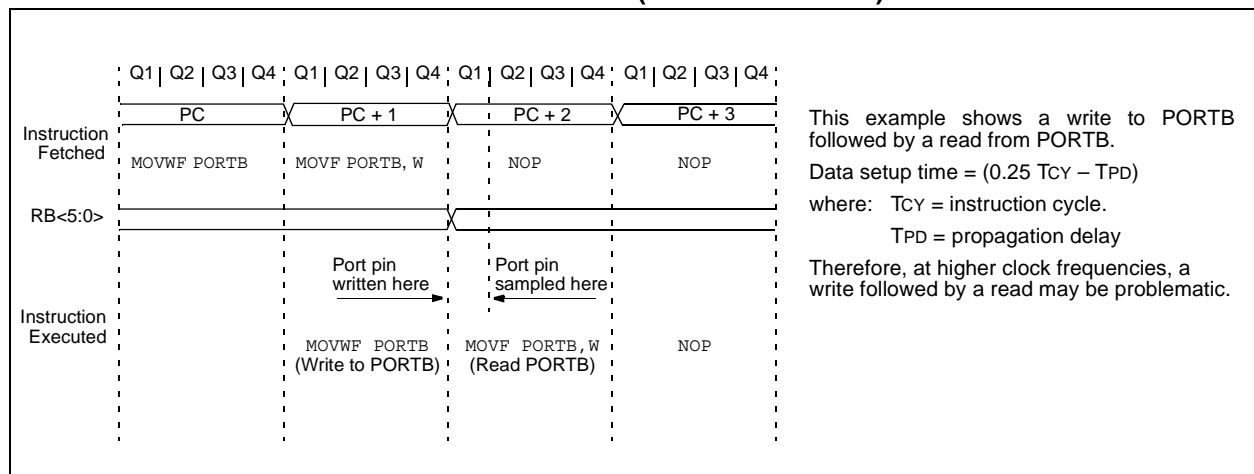 Q1 | Q2 | Q3 | Q4 Q1 | Q2 | Q3 | Q4 Q1 | Q2 | Q3 | Q4 Q1 | Q2 | Q3 | Q4
PC PC + 1 PC + 2 PC + 3
Instruction
Fetched
MOVWF PORTB MOVF PORTB, W NOP NOP
RB<5:0>
Port pin
written here
Port pin
sampled here
Instruction
Executed
MOVWF PORTB
(Write to PORTB)
MOVF PORTB,W
(Read PORTB)
NOP
This example shows a write to PORTB
followed by a read from PORTB.
Data setup time = (0.25 TCY – TPD)
where: TCY = instruction cycle.
TPD = propagation delay
Therefore, at higher clock frequencies, a
write followed by a read may be problematic.